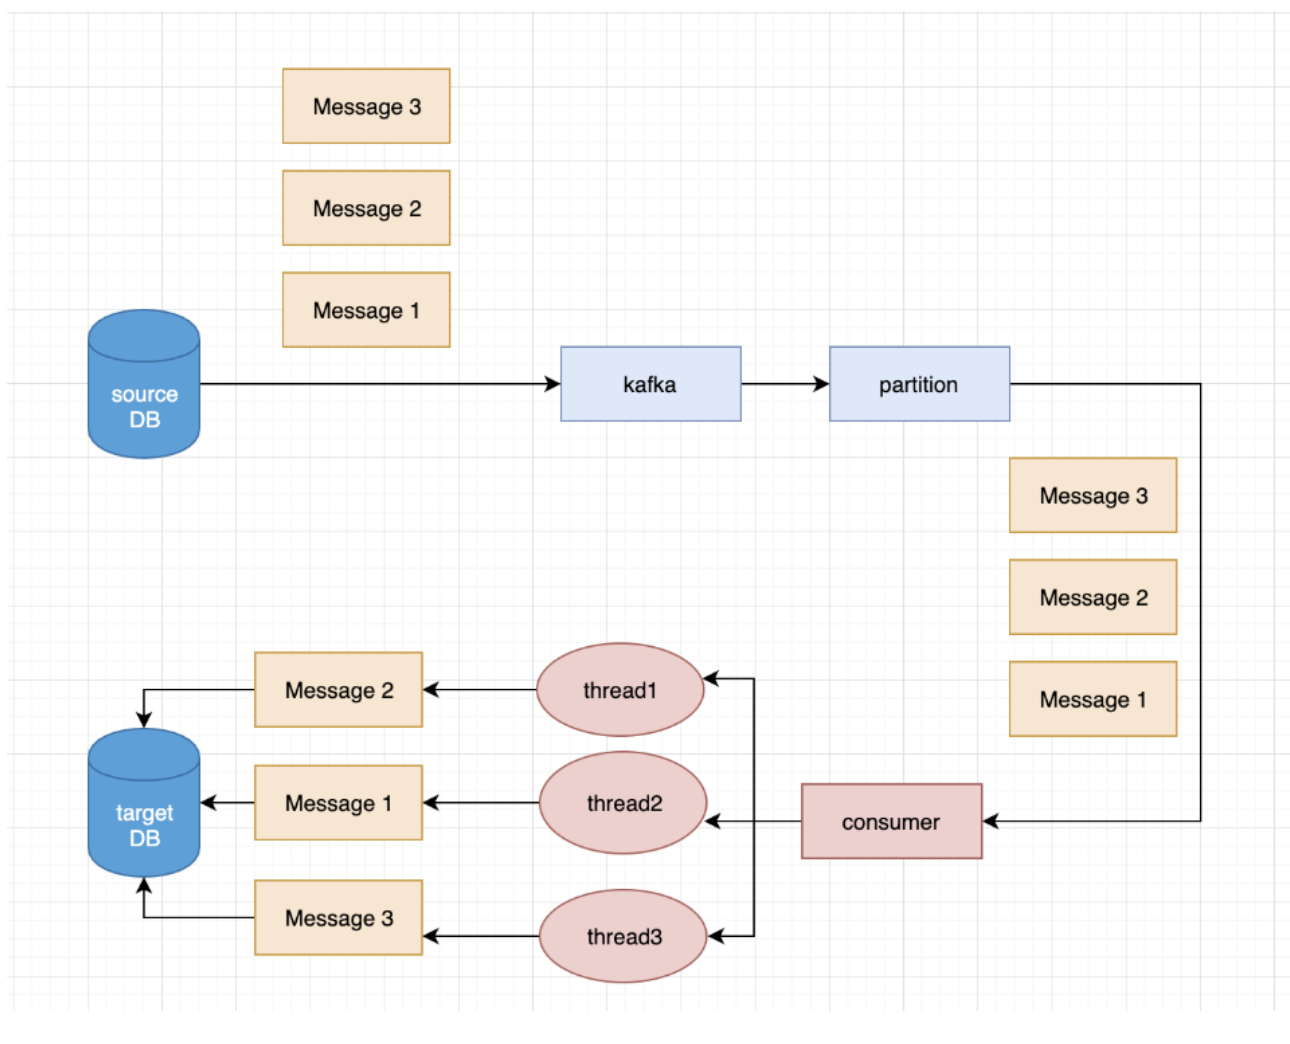 Message 3
Message 2
Message 1
source
DB
kafka
partition
Message 3
Message 2
Message 1
Message 2
thread1
target
DB
Message 1
thread2
consumer
Message 3
thread3